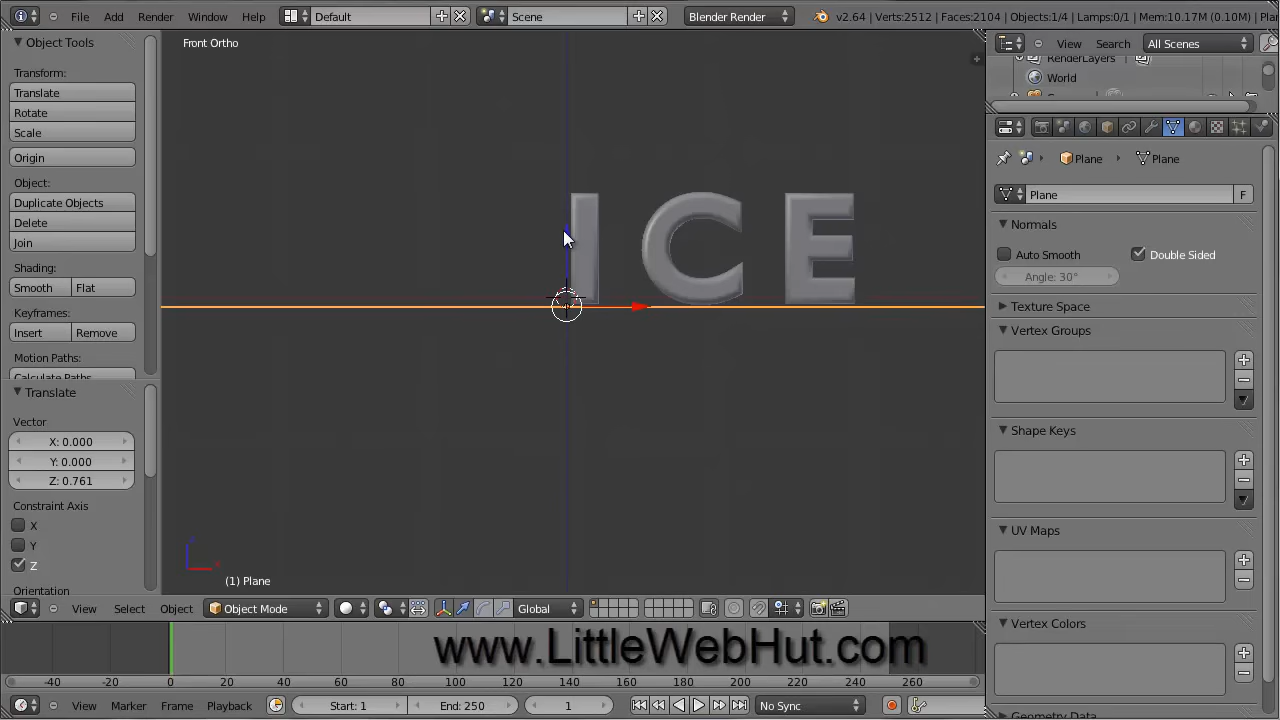 File Add Render Window Help Default Scene Blender Render v2.64 | Verts:2512 | Faces:2104 | Objects:1/4 | Lamps:0/1 | Mem:10.17M (0.10M) |
Object Tools
Transform:
Translate
Rotate
Scale
Origin
Object:
Duplicate Objects
Delete
Join
Shading:
Smooth Flat
Keyframes:
Insert Remove
Motion Paths:
Calculate Paths
Translate
Vector
X: 0.000
Y: 0.000
Z: 0.761
Constraint Axis
X
Y
Z
Orientation
Front Ortho
ICE
(1) Plane
View Select Object Object Mode Global
View Search All Scenes
RenderLayers
World
Plane Plane
Plane F
Normals
Auto Smooth Double Sided
Angle: 30°
Texture Space
Vertex Groups
Shape Keys
UV Maps
Vertex Colors
Geometry Data
www.LittleWebHut.com
-40 -20 0 20 40 60 80 100 120 140 160 180 200 220 240 260
View Marker Frame Playback Start: 1 End: 250 1 No Sync